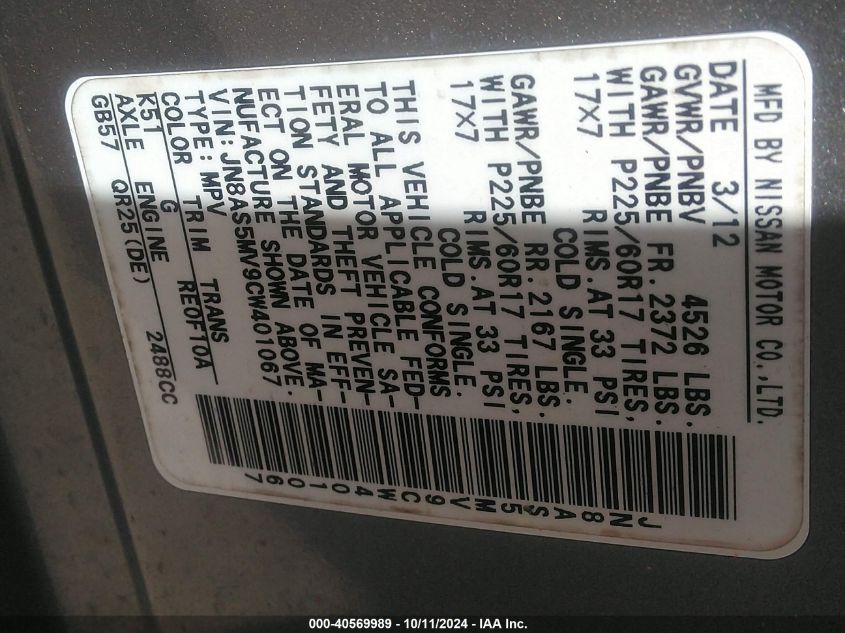 MFD BY NISSAN MOTOR CO.,LTD.
DATE 3/12
GVWR/PNBV 4526 LBS.
GAWR/PNBE FR. 2372 LBS.
WITH P225/60R17 TIRES,
17X7 RIMS.AT 33 PSI
COLD SINGLE.
GAWR/PNBE RR. 2167 LBS.
WITH P225/60R17 TIRES,
17X7 RIMS.AT 33 PSI
COLD SINGLE.
THIS VEHICLE CONFORMS
TO ALL APPLICABLE FED-
ERAL MOTOR VEHICLE SA-
FETY AND THEFT PREVEN-
TION STANDARDS IN EFF-
ECT ON THE DATE OF MA-
NUFACTURE SHOWN ABOVE.
VIN: JN8AS5MV9CW401067
TYPE: MPV
COLOR TRIM TRANS
K51 G RE0F10A
AXLE ENGINE
GB57 QR25(DE) 2488CC
JN8AS5MV9CW401067
000-40569989 - 10/11/2024 - IAA Inc.